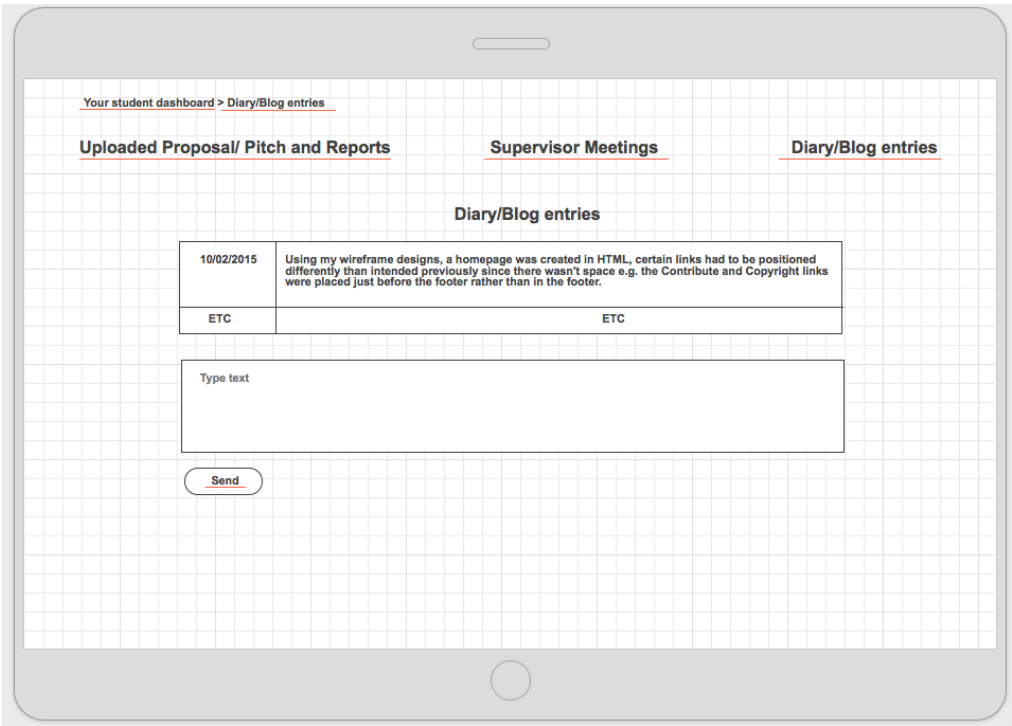 Your student dashboard > Diary/Blog entries
Uploaded Proposal/ Pitch and Reports Supervisor Meetings Diary/Blog entries
Diary/Blog entries
10/02/2015 Using my wireframe designs, a homepage was created in HTML, certain links had to be positioned
differently than intended previously since there wasn't space e.g. the Contribute and Copyright links
were placed just before the footer rather than in the footer.
ETC ETC
Type text
Send